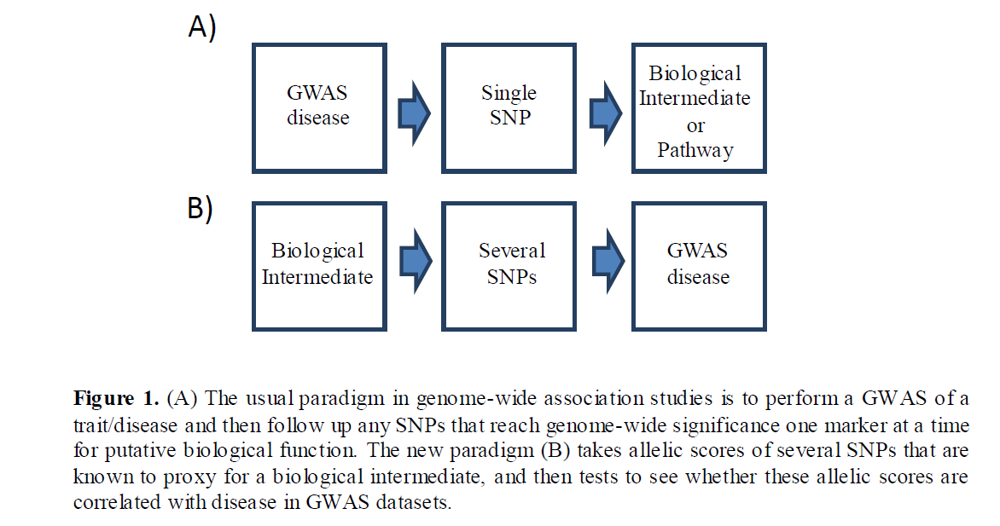 A)
GWAS
disease
Single
SNP
Biological
Intermediate
or
Pathway
B)
Biological
Intermediate
Several
SNPs
GWAS
disease
Figure 1. (A) The usual paradigm in genome-wide association studies is to perform a GWAS of a
trait/disease and then follow up any SNPs that reach genome-wide significance one marker at a time
for putative biological function. The new paradigm (B) takes allelic scores of several SNPs that are
known to proxy for a biological intermediate, and then tests to see whether these allelic scores are
correlated with disease in GWAS datasets.